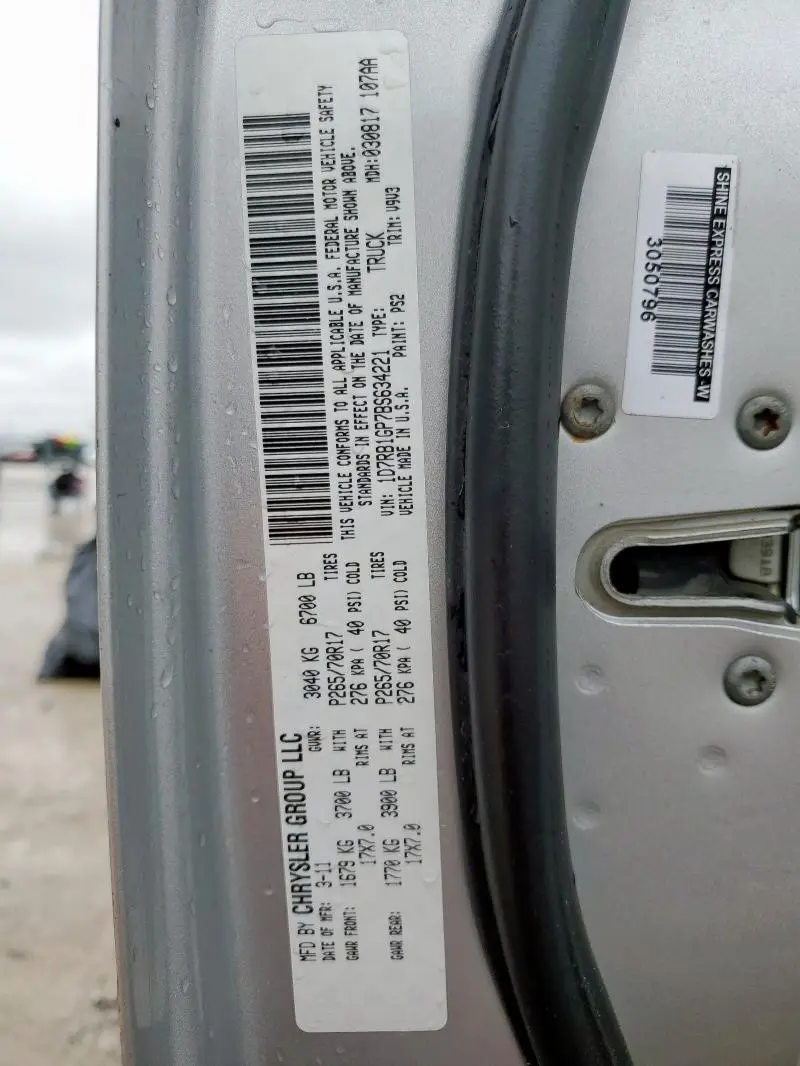 MFD BY CHRYSLER GROUP LLC
DATE OF MFR: 3-11 GVWR: 3040 KG 6700 LB
GAWR FRONT: 1679 KG 3700 LB WITH P265/70R17 TIRES
17X7.0 RIMS AT 276 KPA ( 40 PSI) COLD
GAWR REAR: 1770 KG 3900 LB WITH P265/70R17 TIRES
17X7.0 RIMS AT 276 KPA ( 40 PSI) COLD
THIS VEHICLE CONFORMS TO ALL APPLICABLE U.S.A. FEDERAL MOTOR VEHICLE SAFETY
STANDARDS IN EFFECT ON THE DATE OF MANUFACTURE SHOWN ABOVE.
VIN: 1D7RB1GP7BS634221 TYPE: TRUCK MDH:030817 107AA
VEHICLE MADE IN U.S.A. PAINT: PS2 TRIM: V9V3
SHINE EXPRESS CARWASHES -W
3050796